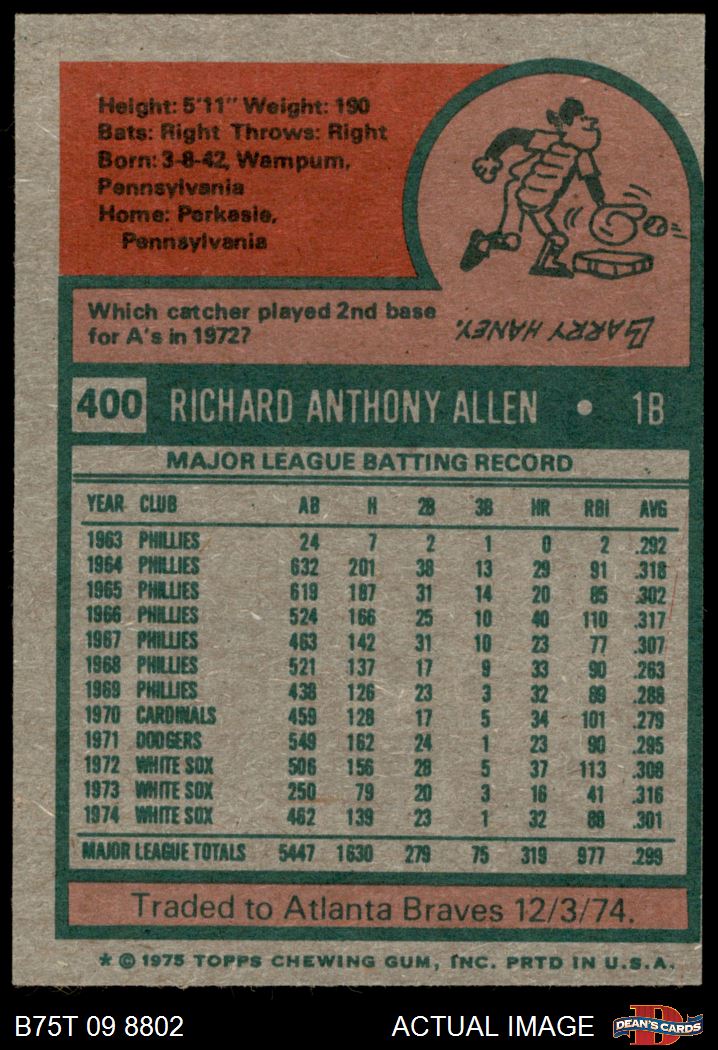 Height: 5'11" Weight: 190
Bats: Right Throws: Right
Born: 3-8-42, Wampum,
Pennsylvania
Home: Perkasie,
Pennsylvania
Which catcher played 2nd base
for A's in 1972?
BARRY HANEY.
400 RICHARD ANTHONY ALLEN • 1B
MAJOR LEAGUE BATTING RECORD
YEAR CLUB AB H 2B 3B HR RBI AVG
1963 PHILLIES 24 7 2 1 0 2 .292
1964 PHILLIES 632 201 38 13 29 91 .318
1965 PHILLIES 619 187 31 14 20 85 .302
1966 PHILLIES 524 166 25 10 40 110 .317
1967 PHILLIES 463 142 31 10 23 77 .307
1968 PHILLIES 521 137 17 9 33 90 .263
1969 PHILLIES 438 126 23 3 32 89 .288
1970 CARDINALS 459 128 17 5 34 101 .279
1971 DODGERS 549 162 24 1 23 90 .295
1972 WHITE SOX 506 156 28 5 37 113 .308
1973 WHITE SOX 250 79 20 3 16 41 .316
1974 WHITE SOX 462 139 23 1 32 88 .301
MAJOR LEAGUE TOTALS 5447 1630 279 75 319 977 .299
Traded to Atlanta Braves 12/3/74.
* © 1975 TOPPS CHEWING GUM, INC. PRTD IN U.S.A.
B75T 09 8802 ACTUAL IMAGE DEAN'S CARDS